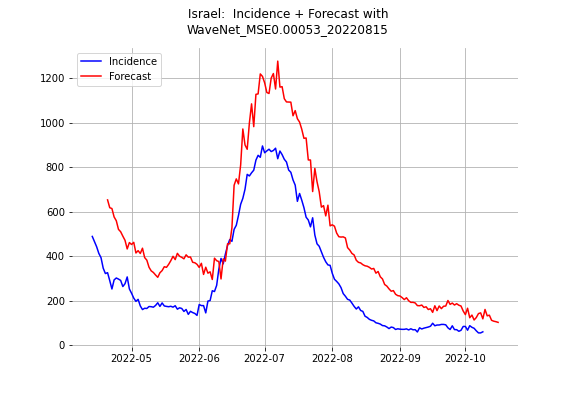 Israel:  Incidence + Forecast with
WaveNet_MSE0.00053_20220815
Incidence
Forecast
1200
1000
800
600
400
200
0
2022-05 2022-06 2022-07 2022-08 2022-09 2022-10